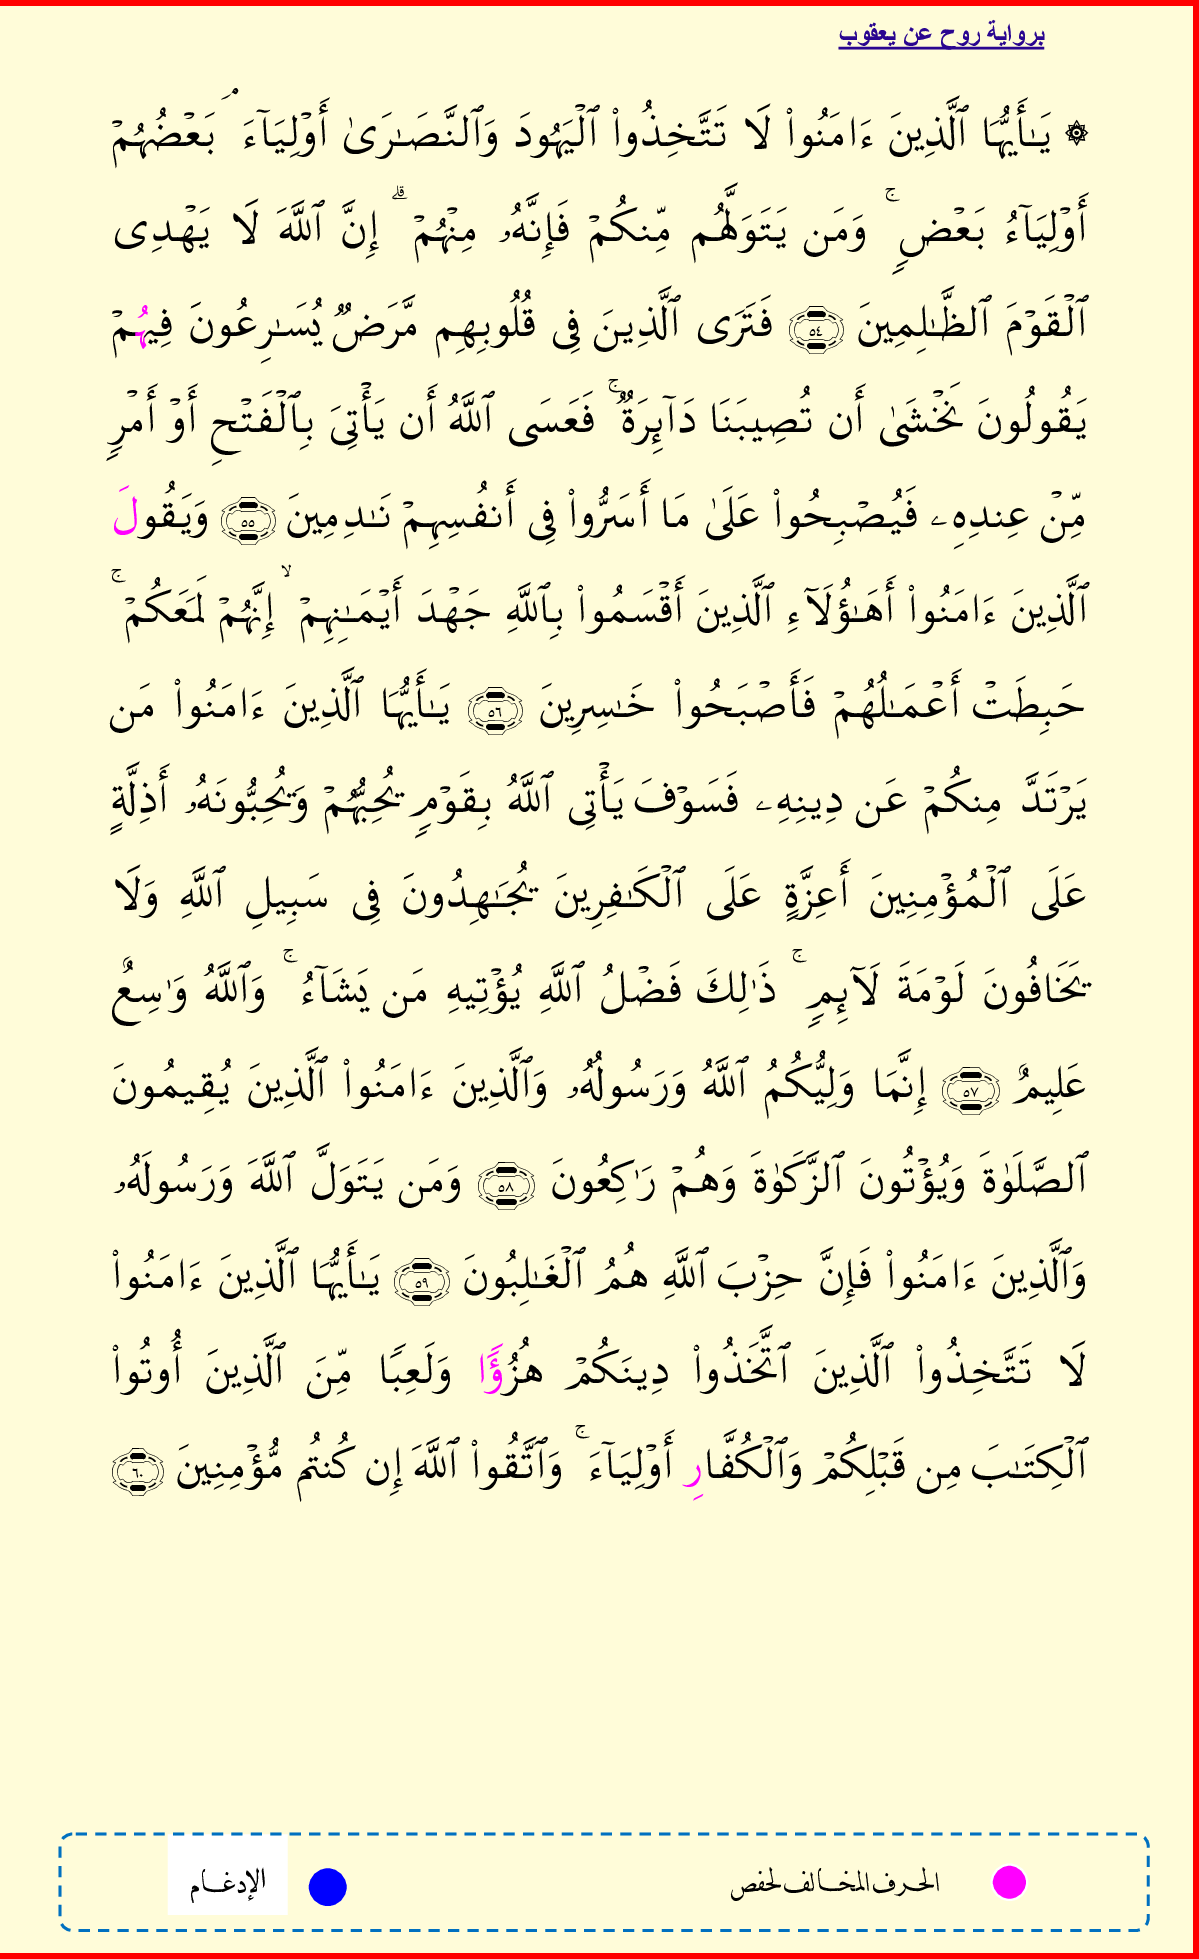 برواية روح عن يعقوب
۞ يَـٰٓأَيُّهَا ٱلَّذِينَ ءَامَنُوا۟ لَا تَتَّخِذُوا۟ ٱلْيَهُودَ وَٱلنَّصَـٰرَىٰ أَوْلِيَآءَ ۘ بَعْضُهُمْ
أَوْلِيَآءُ بَعْضٍ ۚ وَمَن يَتَوَلَّهُم مِّنكُمْ فَإِنَّهُۥ مِنْهُمْ ۗ إِنَّ ٱللَّهَ لَا يَهْدِى
ٱلْقَوْمَ ٱلظَّـٰلِمِينَ ٥٤ فَتَرَى ٱلَّذِينَ فِى قُلُوبِهِم مَّرَضٌ يُسَـٰرِعُونَ فِيهُمْ
يَقُولُونَ نَخْشَىٰ أَن تُصِيبَنَا دَآئِرَةٌ ۚ فَعَسَى ٱللَّهُ أَن يَأْتِىَ بِٱلْفَتْحِ أَوْ أَمْرٍ
مِّنْ عِندِهِۦ فَيُصْبِحُوا۟ عَلَىٰ مَا أَسَرُّوا۟ فِى أَنفُسِهِمْ نَـٰدِمِينَ ٥٥ وَيَقُولَ
ٱلَّذِينَ ءَامَنُوا۟ أَهَـٰؤُلَآءِ ٱلَّذِينَ أَقْسَمُوا۟ بِٱللَّهِ جَهْدَ أَيْمَـٰنِهِمْ ۙ إِنَّهُمْ لَمَعَكُمْ ۚ
حَبِطَتْ أَعْمَـٰلُهُمْ فَأَصْبَحُوا۟ خَـٰسِرِينَ ٥٦ يَـٰأَيُّهَا ٱلَّذِينَ ءَامَنُوا۟ مَن
يَرْتَدَّ مِنكُمْ عَن دِينِهِۦ فَسَوْفَ يَأْتِى ٱللَّهُ بِقَوْمٍ يُحِبُّهُمْ وَيُحِبُّونَهُۥ أَذِلَّةٍ
عَلَى ٱلْمُؤْمِنِينَ أَعِزَّةٍ عَلَى ٱلْكَـٰفِرِينَ يُجَـٰهِدُونَ فِى سَبِيلِ ٱللَّهِ وَلَا
يَخَافُونَ لَوْمَةَ لَآئِمٍ ۚ ذَٰلِكَ فَضْلُ ٱللَّهِ يُؤْتِيهِ مَن يَشَآءُ ۚ وَٱللَّهُ وَٰسِعٌ
عَلِيمٌ ٥٧ إِنَّمَا وَلِيُّكُمُ ٱللَّهُ وَرَسُولُهُۥ وَٱلَّذِينَ ءَامَنُوا۟ ٱلَّذِينَ يُقِيمُونَ
ٱلصَّلَوٰةَ وَيُؤْتُونَ ٱلزَّكَوٰةَ وَهُمْ رَٰكِعُونَ ٥٨ وَمَن يَتَوَلَّ ٱللَّهَ وَرَسُولَهُۥ
وَٱلَّذِينَ ءَامَنُوا۟ فَإِنَّ حِزْبَ ٱللَّهِ هُمُ ٱلْغَـٰلِبُونَ ٥٩ يَـٰأَيُّهَا ٱلَّذِينَ ءَامَنُوا۟
لَا تَتَّخِذُوا۟ ٱلَّذِينَ ٱتَّخَذُوا۟ دِينَكُمْ هُزُؤًا وَلَعِبًا مِّنَ ٱلَّذِينَ أُوتُوا۟
ٱلْكِتَـٰبَ مِن قَبْلِكُمْ وَٱلْكُفَّارِ أَوْلِيَآءَ ۚ وَٱتَّقُوا۟ ٱللَّهَ إِن كُنتُم مُّؤْمِنِينَ ٦٠
الحرف المخالف لحفص
الإدغام